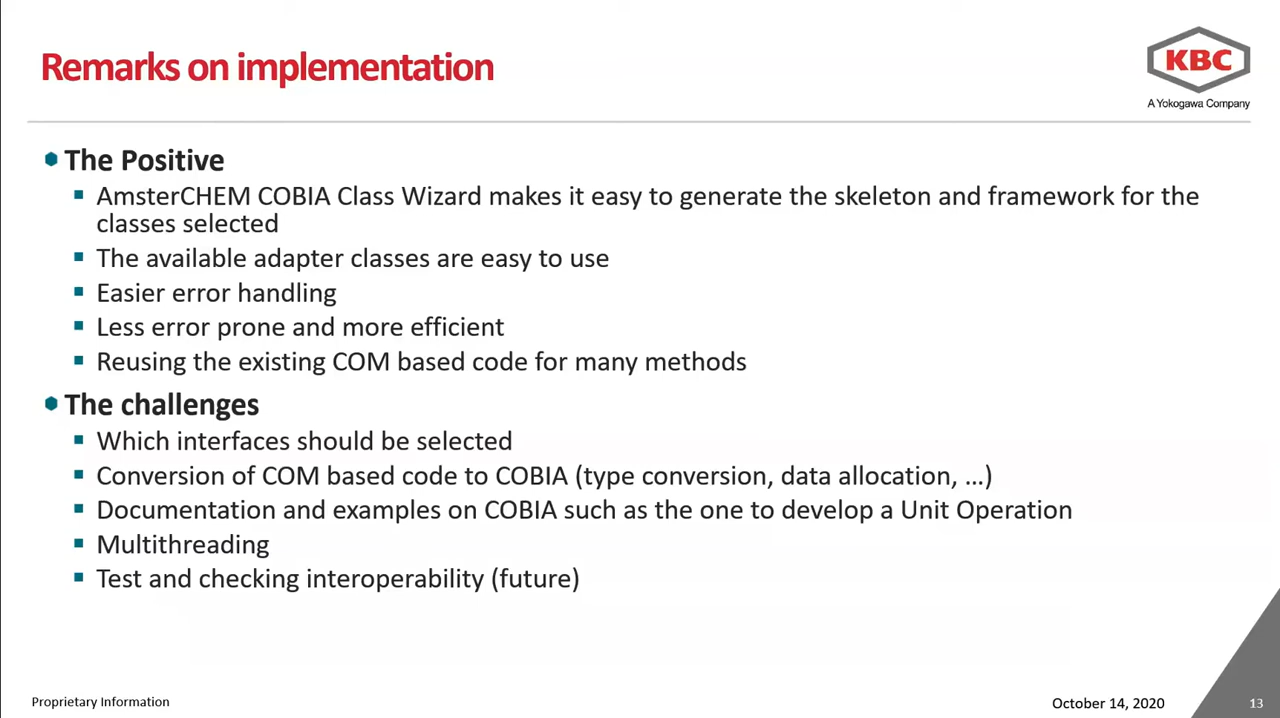 Remarks on implementation
KBC
A Yokogawa Company
The Positive
AmsterCHEM COBIA Class Wizard makes it easy to generate the skeleton and framework for the
classes selected
The available adapter classes are easy to use
Easier error handling
Less error prone and more efficient
Reusing the existing COM based code for many methods
The challenges
Which interfaces should be selected
Conversion of COM based code to COBIA (type conversion, data allocation, …)
Documentation and examples on COBIA such as the one to develop a Unit Operation
Multithreading
Test and checking interoperability (future)
Proprietary Information
October 14, 2020
13